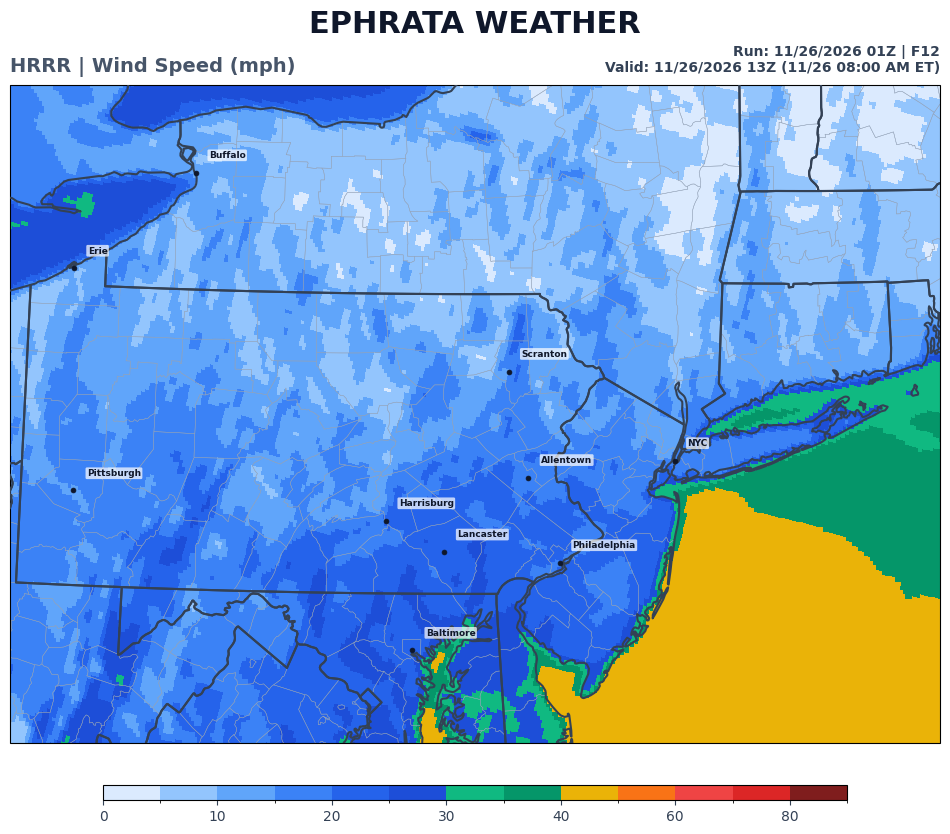 EPHRATA WEATHER
Run: 11/26/2026 01Z | F12
HRRR | Wind Speed (mph)
Valid: 11/26/2026 13Z (11/26 08:00 AM ET)
Buffalo
Erie
Scranton
NYC
Allentown
Pittsburgh
Harrisburg
Lancaster
Philadelphia
Baltimore
0 10 20 30 40 60 80